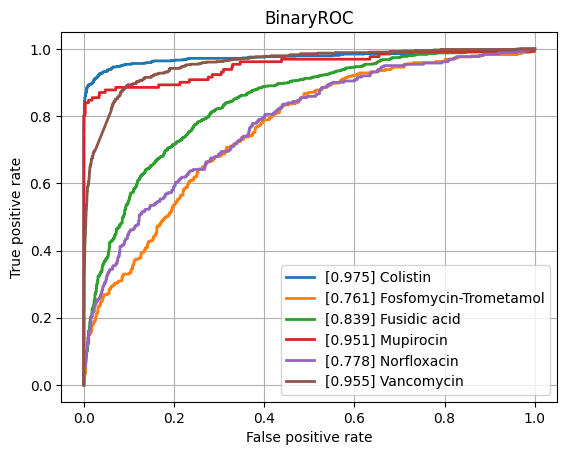 BinaryROC
True positive rate
1.0
0.8
0.6
0.4
0.2
0.0
[0.975] Colistin
[0.761] Fosfomycin-Trometamol
[0.839] Fusidic acid
[0.951] Mupirocin
[0.778] Norfloxacin
[0.955] Vancomycin
0.0 0.2 0.4 0.6 0.8 1.0
False positive rate